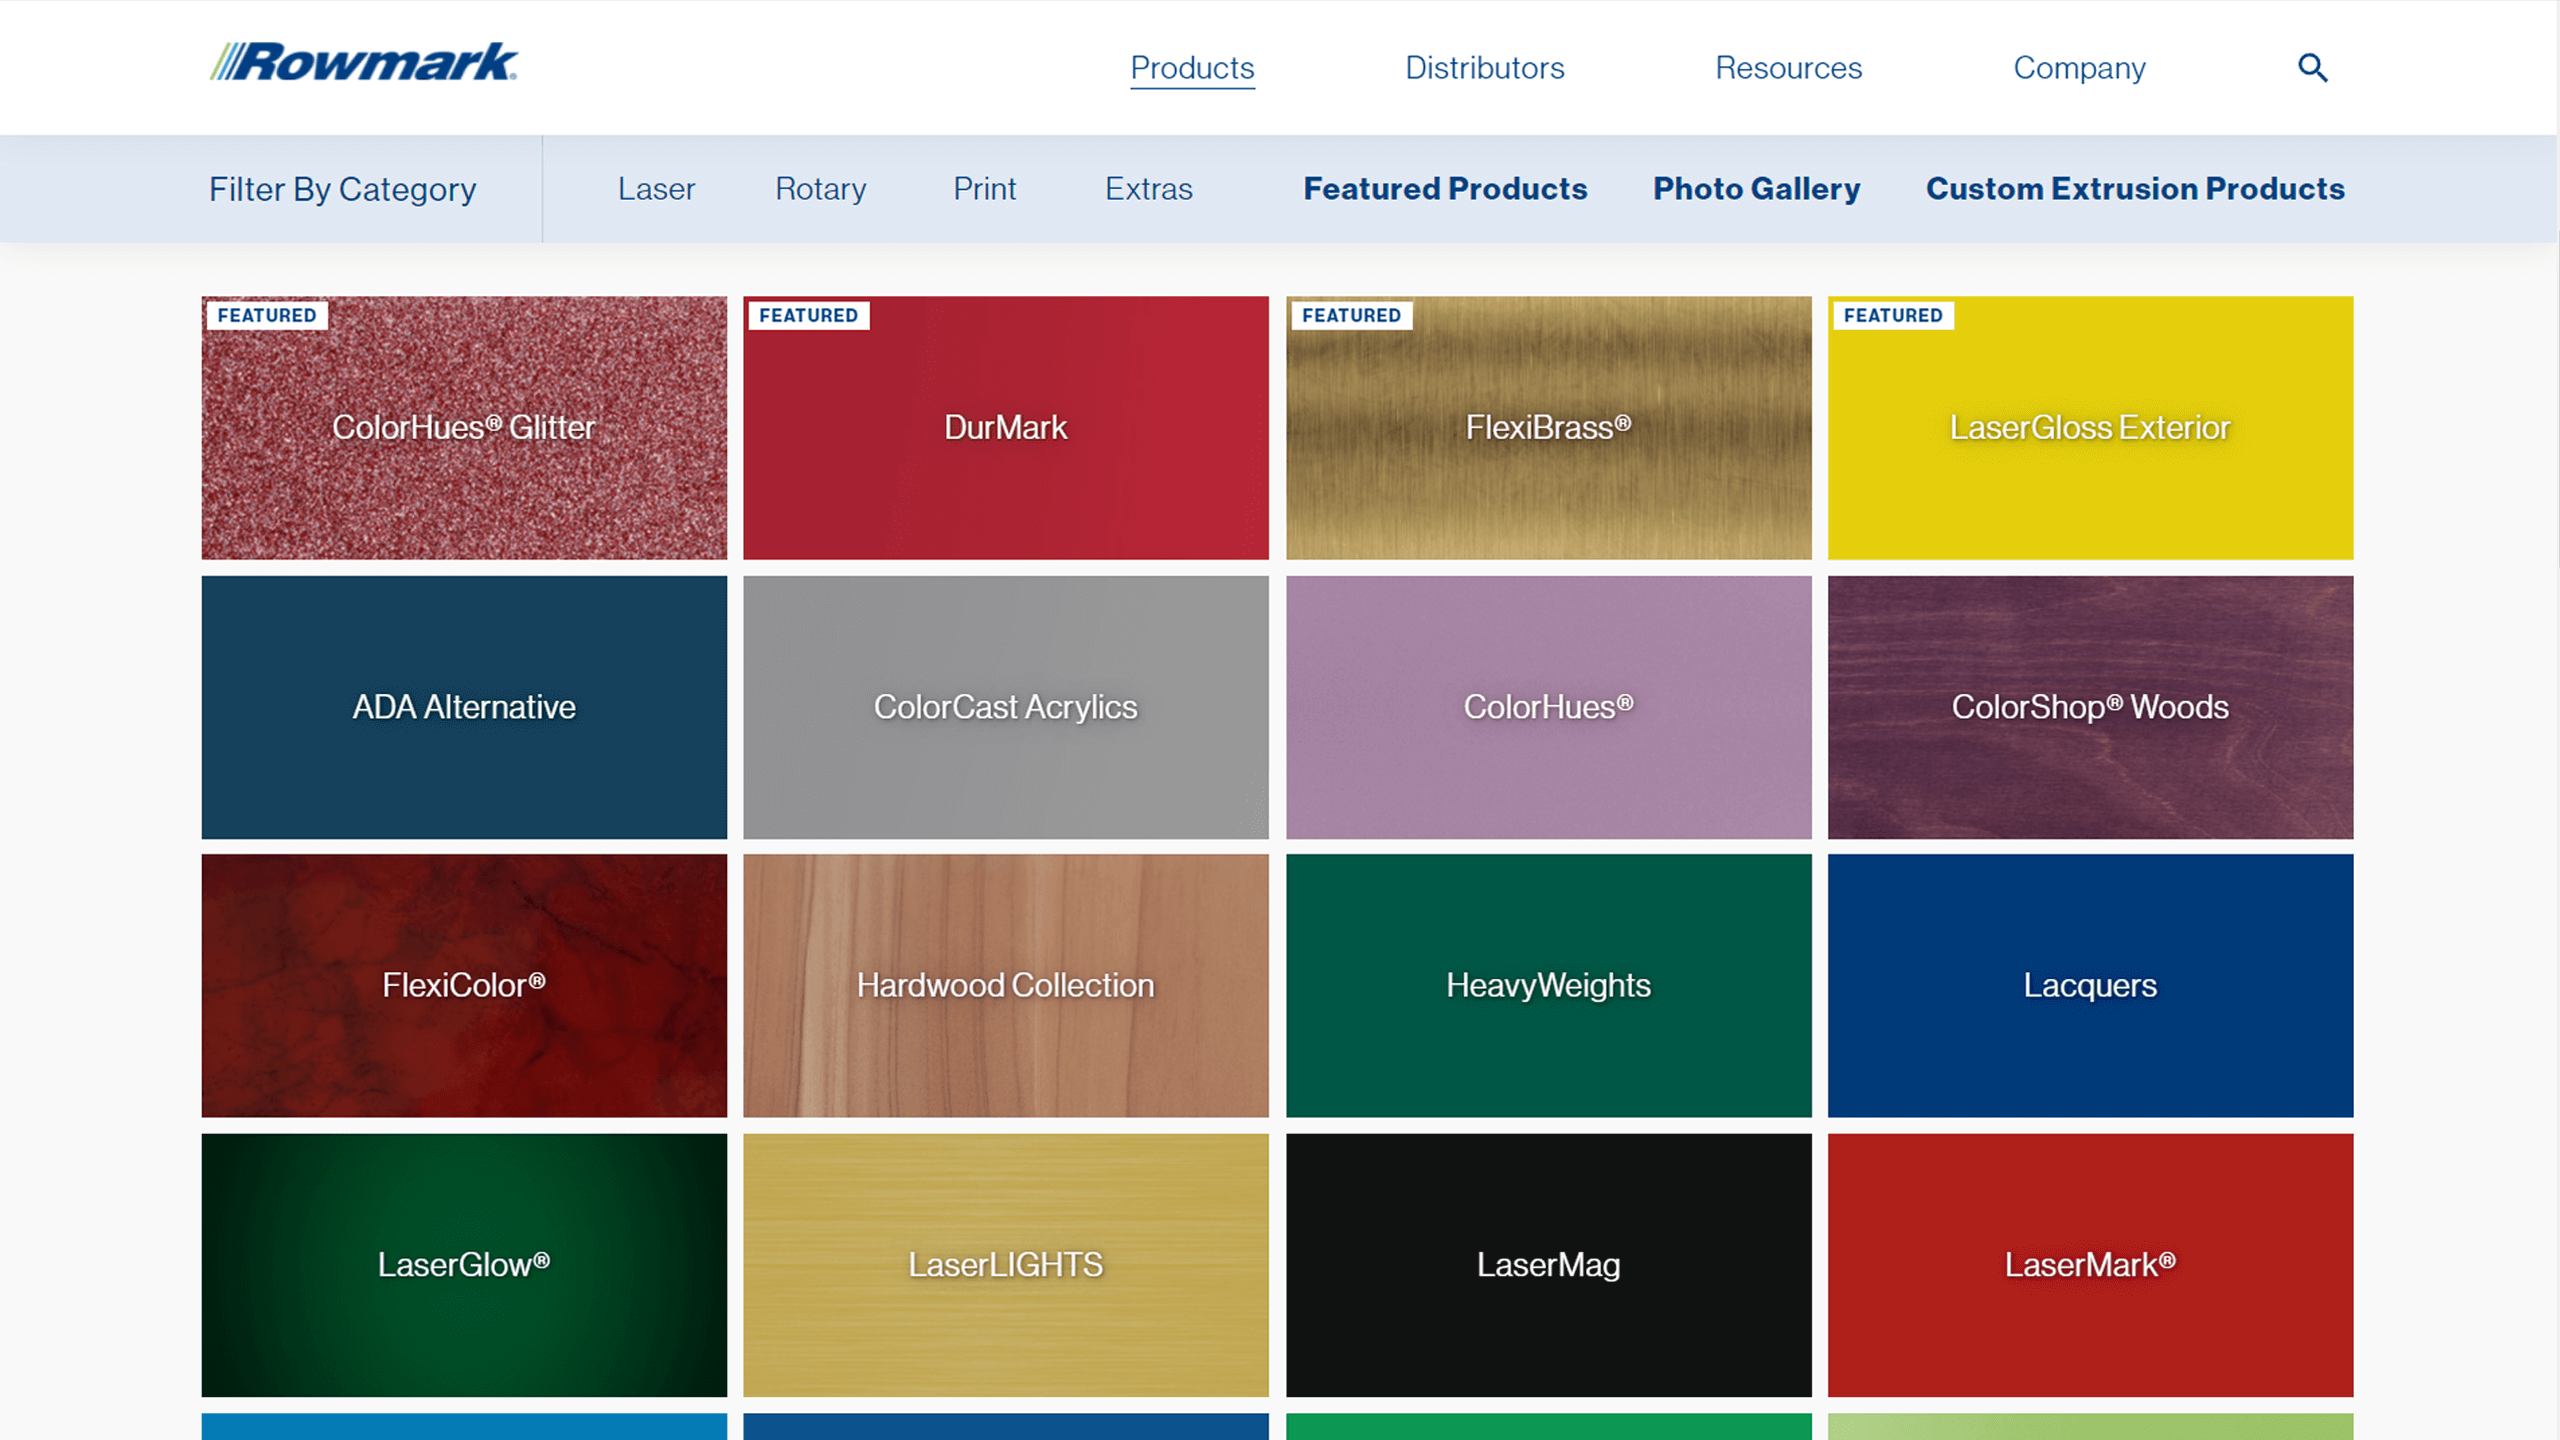 Rowmark
Products Distributors Resources Company
Filter By Category Laser Rotary Print Extras Featured Products Photo Gallery Custom Extrusion Products
FEATURED FEATURED FEATURED FEATURED
ColorHues® Glitter DurMark FlexiBrass® LaserGloss Exterior
ADA Alternative ColorCast Acrylics ColorHues® ColorShop® Woods
FlexiColor® Hardwood Collection HeavyWeights Lacquers
LaserGlow® LaserLIGHTS LaserMag LaserMark®